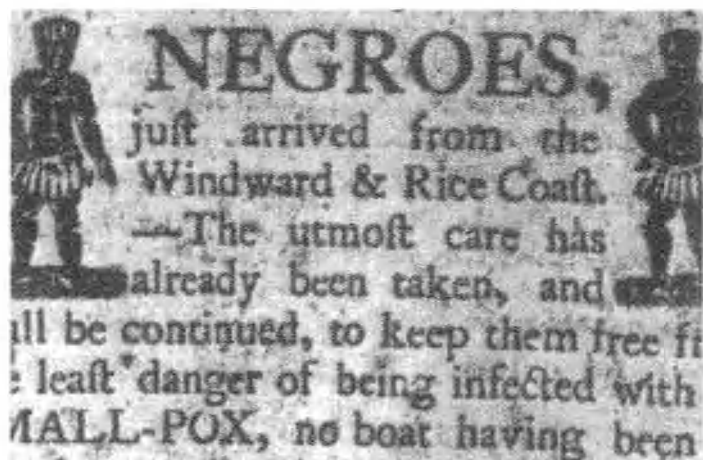 NEGROES,
juſt arrived from the
Windward & Rice Coaſt.
—The utmoſt care has
already been taken, and
all be continued, to keep them free fr
e leaſt danger of being infected with
MALL-POX, no boat having been